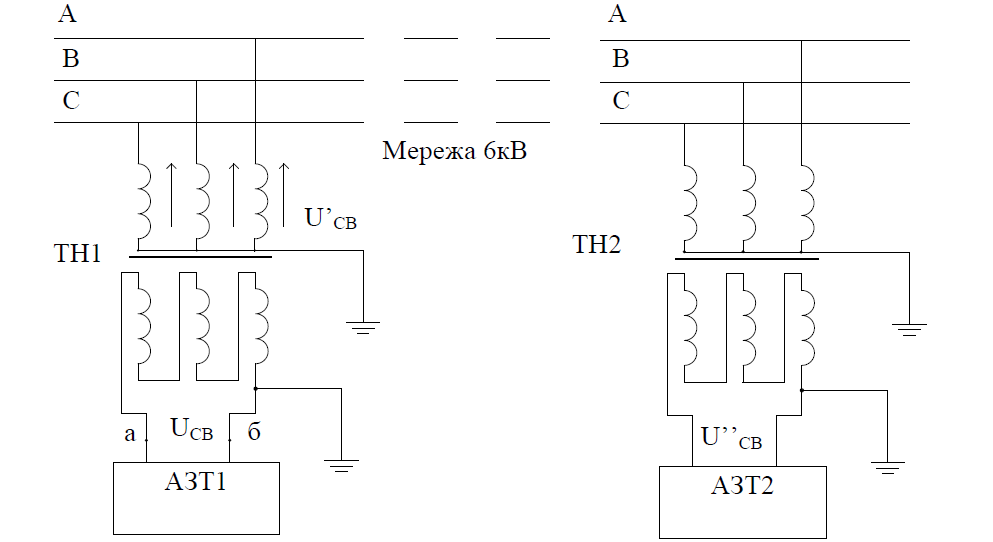 А
В
С
Мережа 6кВ
U’СВ
ТН1
а
UСВ
б
АЗТ1
А
В
С
ТН2
U’’СВ
АЗТ2